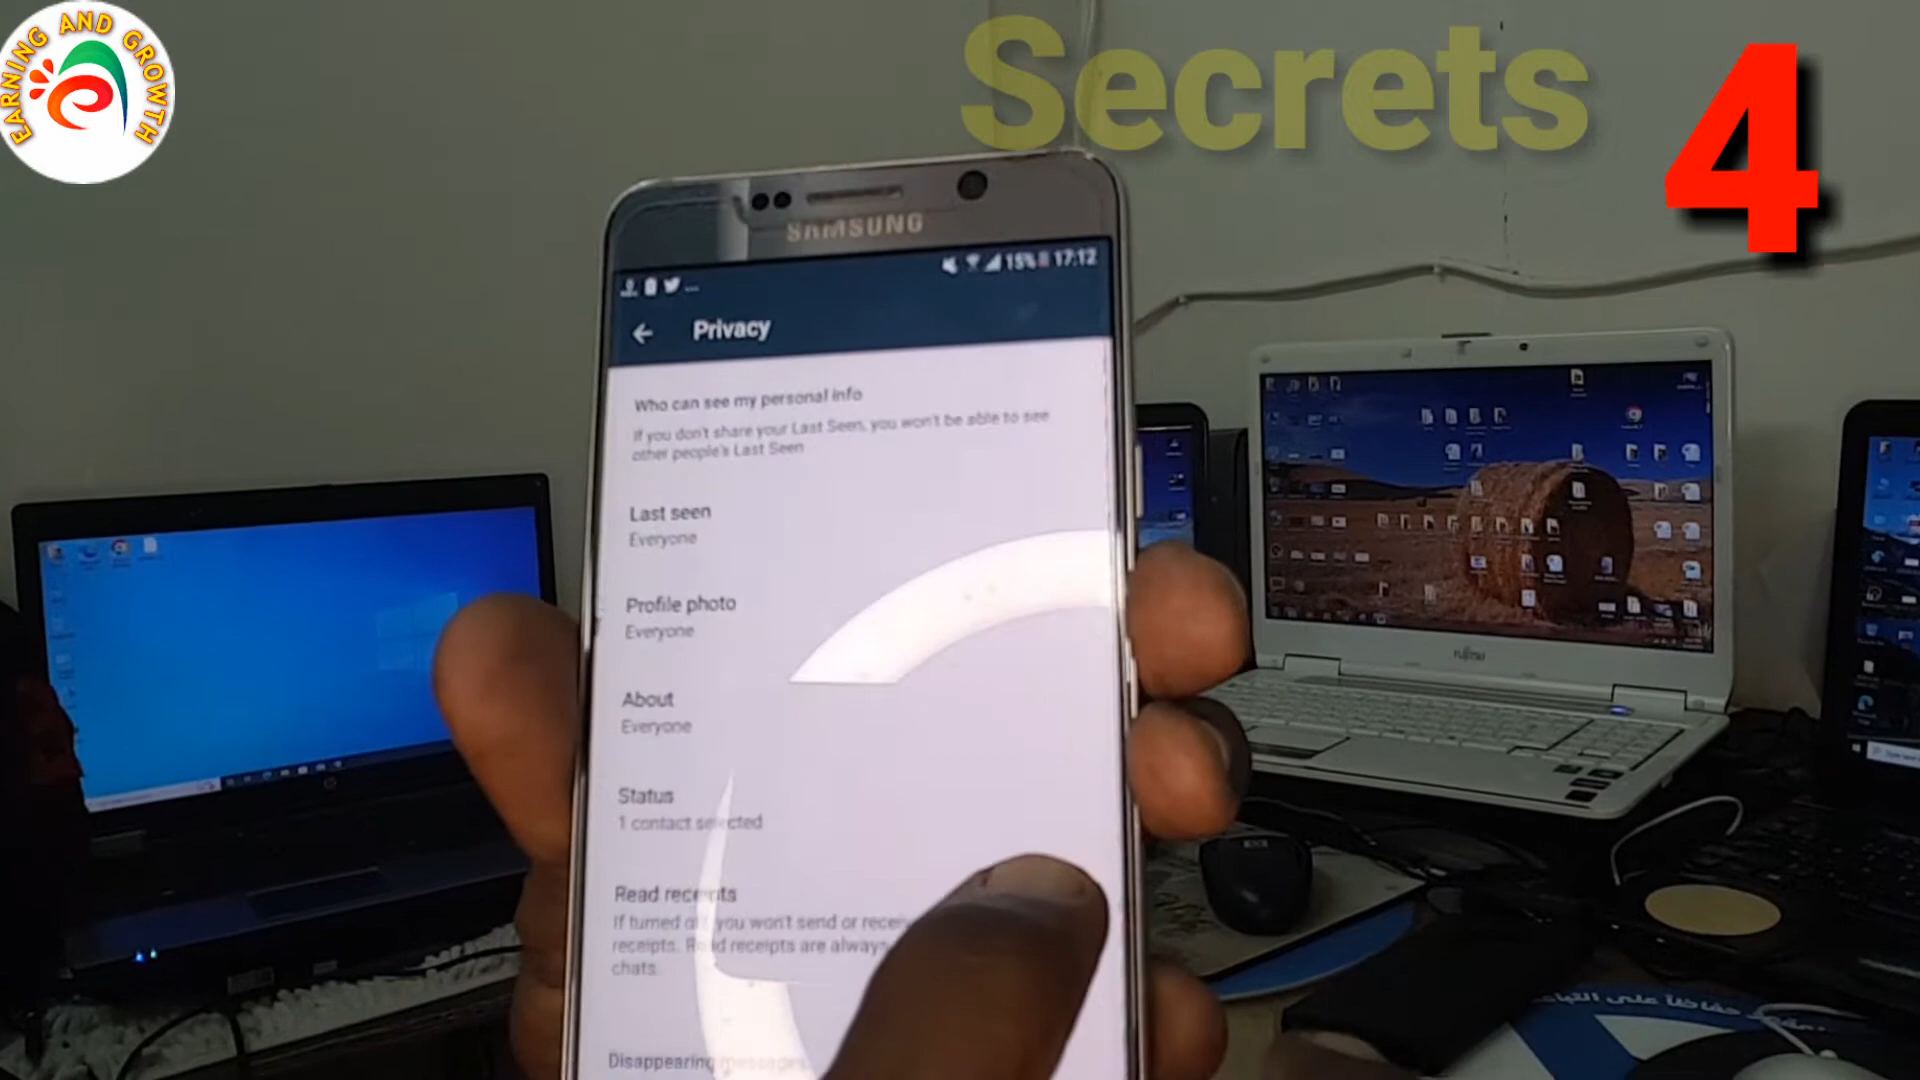 EARNING AND GROWTH
Secrets 4
SAMSUNG
15% 17:12
Privacy
Who can see my personal info
If you don't share your Last Seen, you won't be able to see
other people's Last Seen
Last seen
Everyone
Profile photo
Everyone
About
Everyone
Status
1 contact selected
Read receipts
If turned off, you won't send or recei
receipts. Read receipts are always
chats.
Disappearing messages
FUJITSU